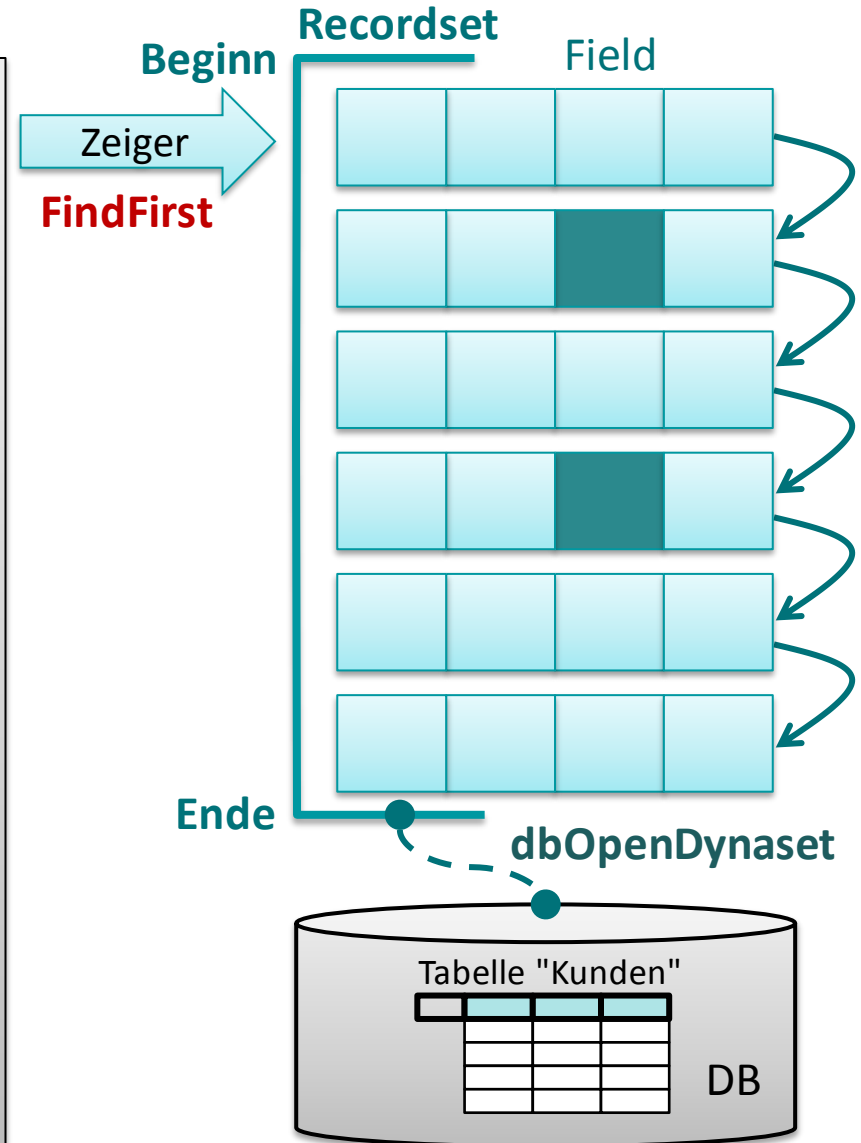 Recordset
Beginn
Field
Zeiger
FindFirst
Ende
dbOpenDynaset
Tabelle "Kunden"
DB